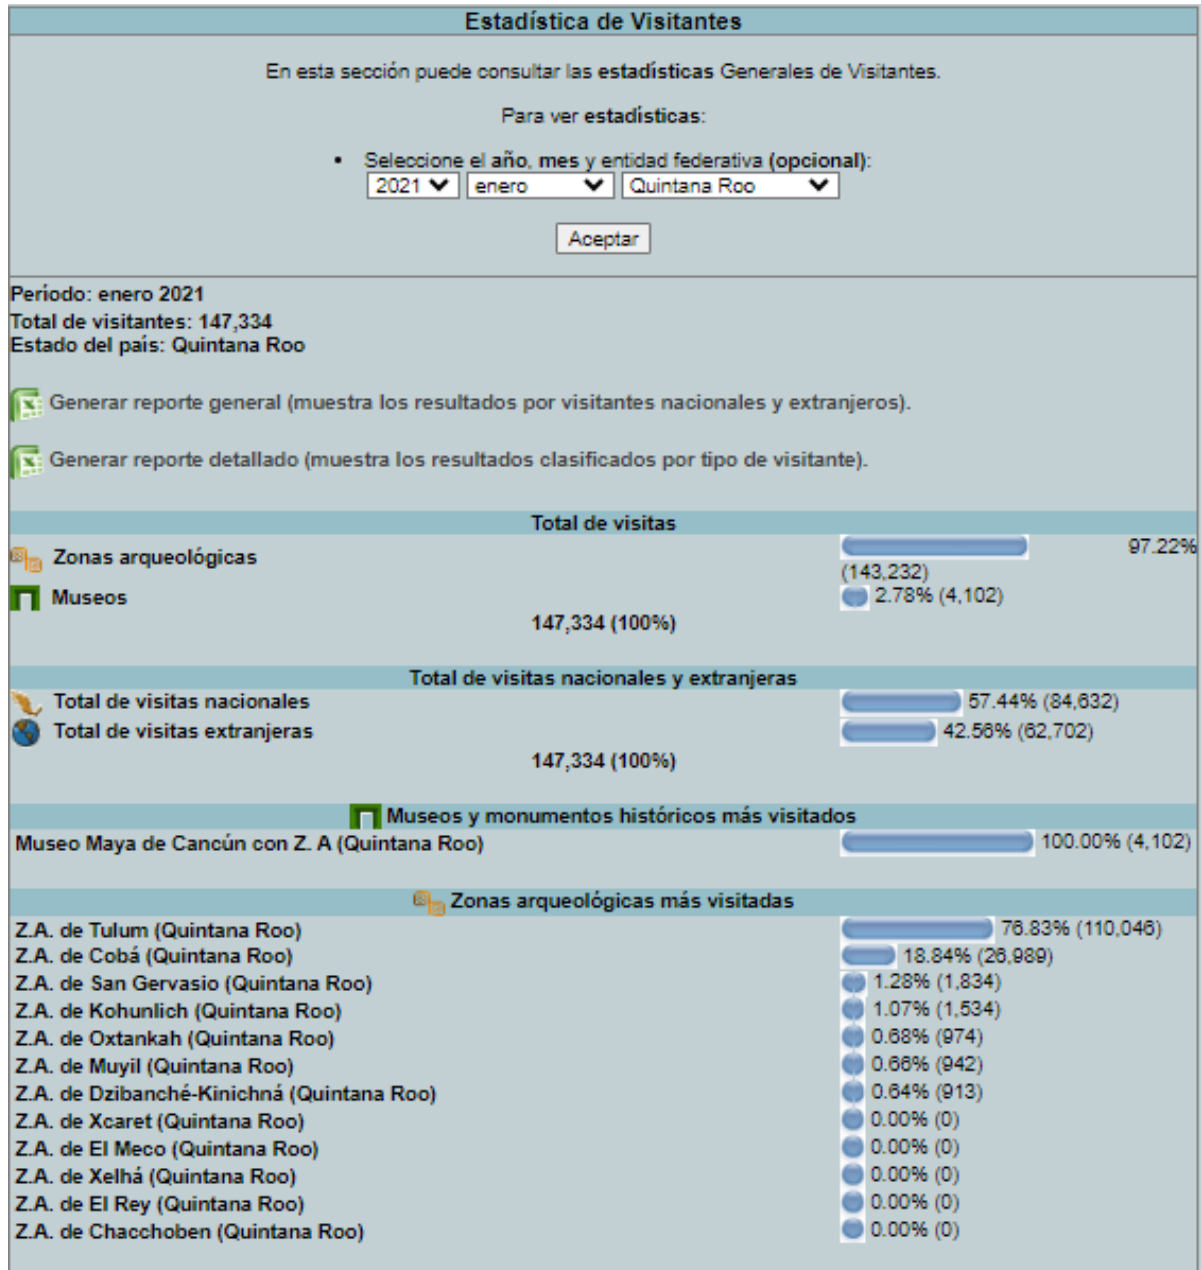 Estadística de Visitantes
En esta sección puede consultar las estadísticas Generales de Visitantes.
Para ver estadísticas:
• Seleccione el año, mes y entidad federativa (opcional):
2021 enero Quintana Roo
Aceptar
Período: enero 2021
Total de visitantes: 147,334
Estado del país: Quintana Roo
Generar reporte general (muestra los resultados por visitantes nacionales y extranjeros).
Generar reporte detallado (muestra los resultados clasificados por tipo de visitante).
Total de visitas
Zonas arqueológicas 97.22% (143,232)
Museos 2.78% (4,102)
147,334 (100%)
Total de visitas nacionales y extranjeras
Total de visitas nacionales 57.44% (84,632)
Total de visitas extranjeras 42.56% (62,702)
147,334 (100%)
Museos y monumentos históricos más visitados
Museo Maya de Cancún con Z. A (Quintana Roo) 100.00% (4,102)
Zonas arqueológicas más visitadas
Z.A. de Tulum (Quintana Roo) 76.83% (110,046)
Z.A. de Cobá (Quintana Roo) 18.84% (26,989)
Z.A. de San Gervasio (Quintana Roo) 1.28% (1,834)
Z.A. de Kohunlich (Quintana Roo) 1.07% (1,534)
Z.A. de Oxtankah (Quintana Roo) 0.68% (974)
Z.A. de Muyil (Quintana Roo) 0.66% (942)
Z.A. de Dzibanché-Kinichná (Quintana Roo) 0.64% (913)
Z.A. de Xcaret (Quintana Roo) 0.00% (0)
Z.A. de El Meco (Quintana Roo) 0.00% (0)
Z.A. de Xelhá (Quintana Roo) 0.00% (0)
Z.A. de El Rey (Quintana Roo) 0.00% (0)
Z.A. de Chacchoben (Quintana Roo) 0.00% (0)